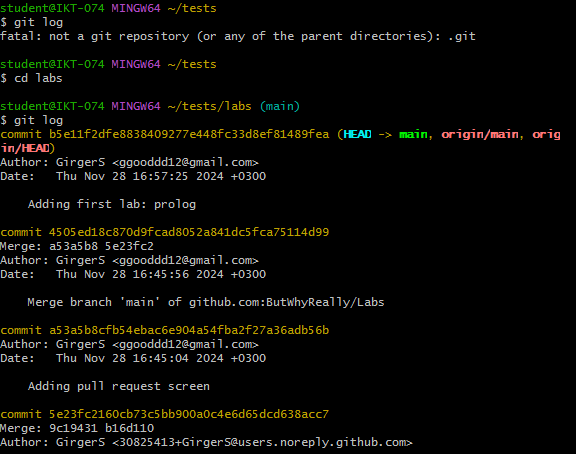 student@IKT-074 MINGW64 ~/tests
$ git log
fatal: not a git repository (or any of the parent directories): .git
student@IKT-074 MINGW64 ~/tests
$ cd labs
student@IKT-074 MINGW64 ~/tests/labs (main)
$ git log
commit b5e11f2dfe8838409277e448fc33d8ef81489fea (HEAD -> main, origin/main, orig
in/HEAD)
Author: GirgerS <ggooddd12@gmail.com>
Date:   Thu Nov 28 16:57:25 2024 +0300
    Adding first lab: prolog
commit 4505ed18c870d9fcad8052a841dc5fca75114d99
Merge: a53a5b8 5e23fc2
Author: GirgerS <ggooddd12@gmail.com>
Date:   Thu Nov 28 16:45:56 2024 +0300
    Merge branch 'main' of github.com:ButWhyReally/Labs
commit a53a5b8cfb54ebac6e904a54fba2f27a36adb56b
Author: GirgerS <ggooddd12@gmail.com>
Date:   Thu Nov 28 16:45:04 2024 +0300
    Adding pull request screen
commit 5e23fc2160cb73c5bb900a0c4e6d65dcd638acc7
Merge: 9c19431 b16d110
Author: GirgerS <30825413+GirgerS@users.noreply.github.com>